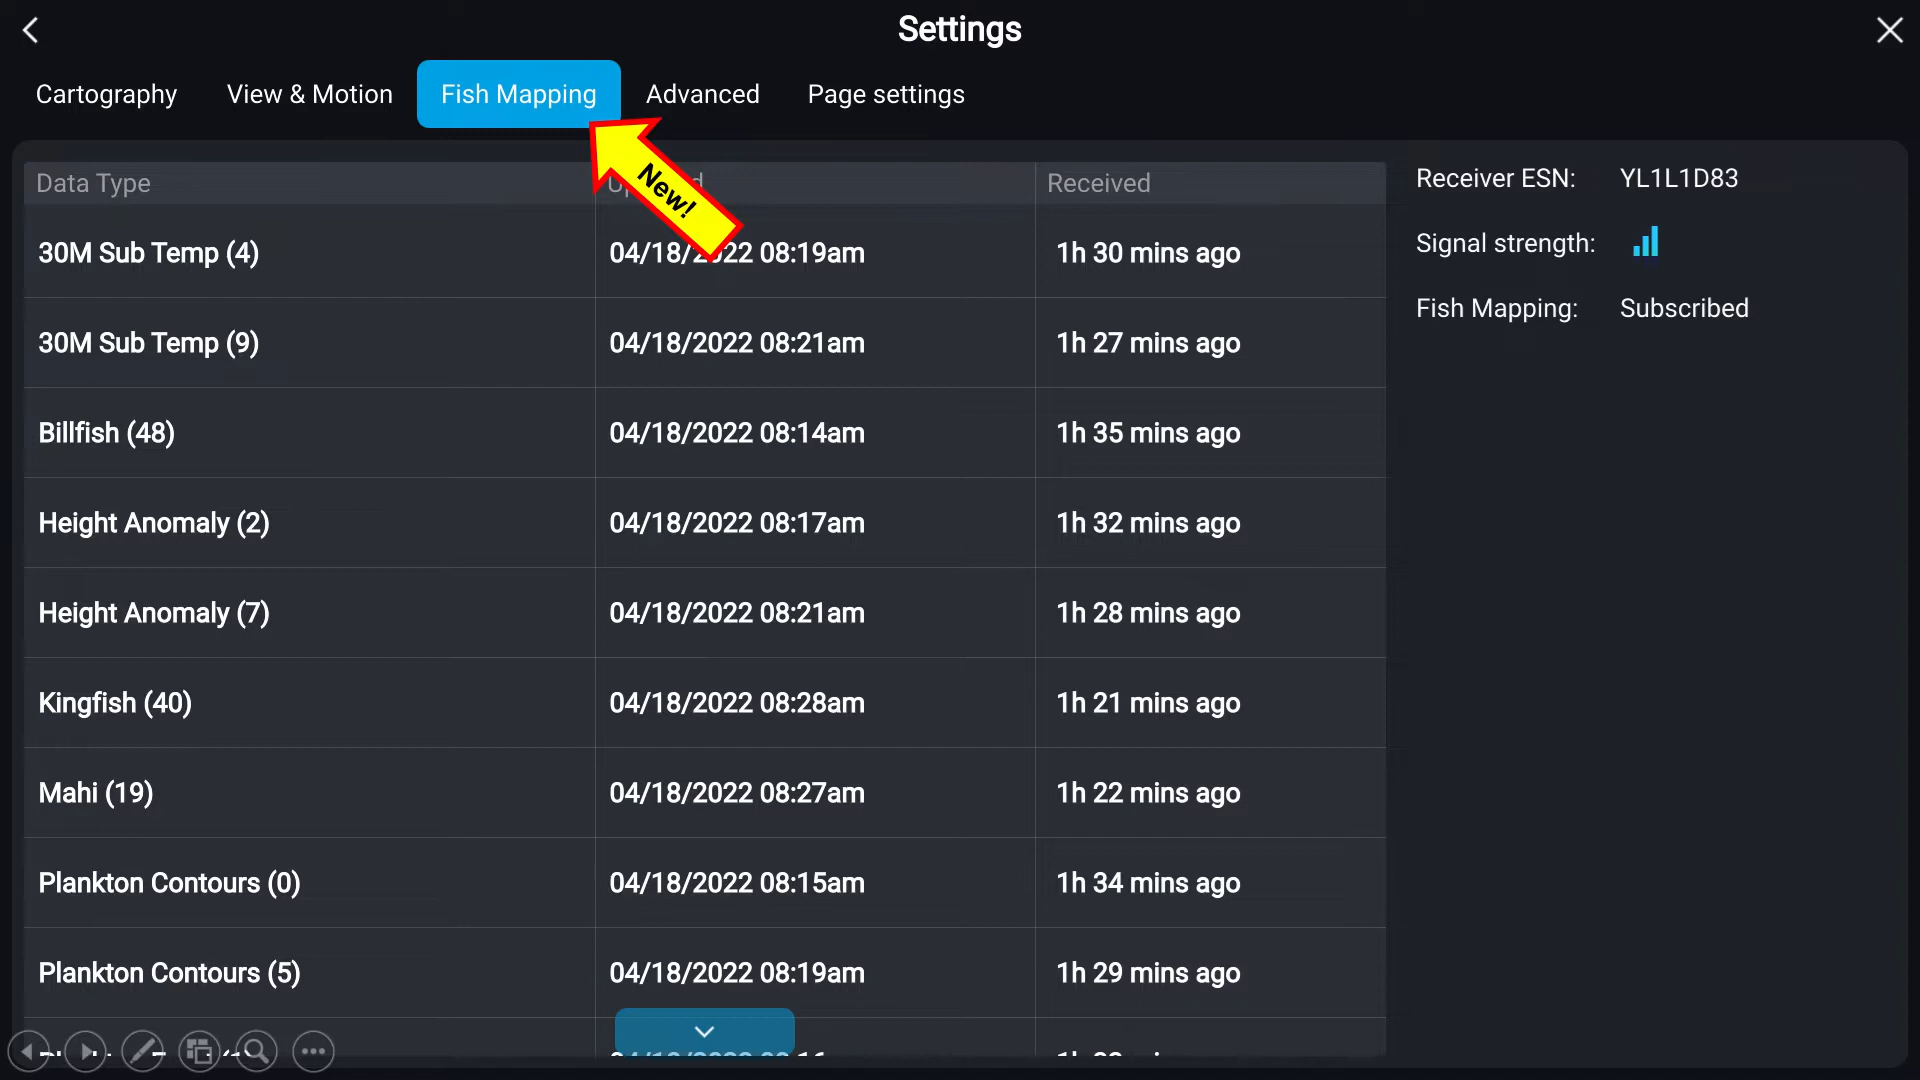 Settings
Cartography View & Motion Fish Mapping Advanced Page settings
New!
Data Type Received
30M Sub Temp (4) 04/18/2022 08:19am 1h 30 mins ago
30M Sub Temp (9) 04/18/2022 08:21am 1h 27 mins ago
Billfish (48) 04/18/2022 08:14am 1h 35 mins ago
Height Anomaly (2) 04/18/2022 08:17am 1h 32 mins ago
Height Anomaly (7) 04/18/2022 08:21am 1h 28 mins ago
Kingfish (40) 04/18/2022 08:28am 1h 21 mins ago
Mahi (19) 04/18/2022 08:27am 1h 22 mins ago
Plankton Contours (0) 04/18/2022 08:15am 1h 34 mins ago
Plankton Contours (5) 04/18/2022 08:19am 1h 29 mins ago
Receiver ESN: YL1L1D83
Signal strength:
Fish Mapping: Subscribed